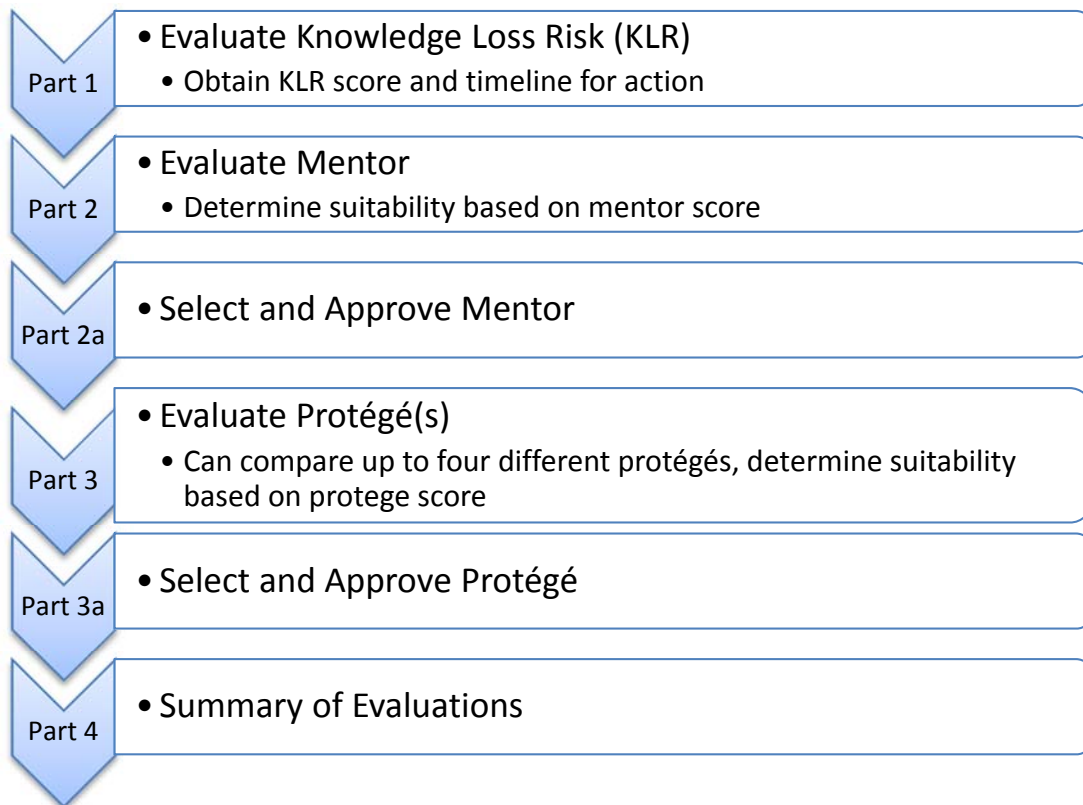 Part 1
• Evaluate Knowledge Loss Risk (KLR)
• Obtain KLR score and timeline for action
Part 2
• Evaluate Mentor
• Determine suitability based on mentor score
Part 2a
• Select and Approve Mentor
Part 3
• Evaluate Protégé(s)
• Can compare up to four different protégés, determine suitability
based on protege score
Part 3a
• Select and Approve Protégé
Part 4
• Summary of Evaluations